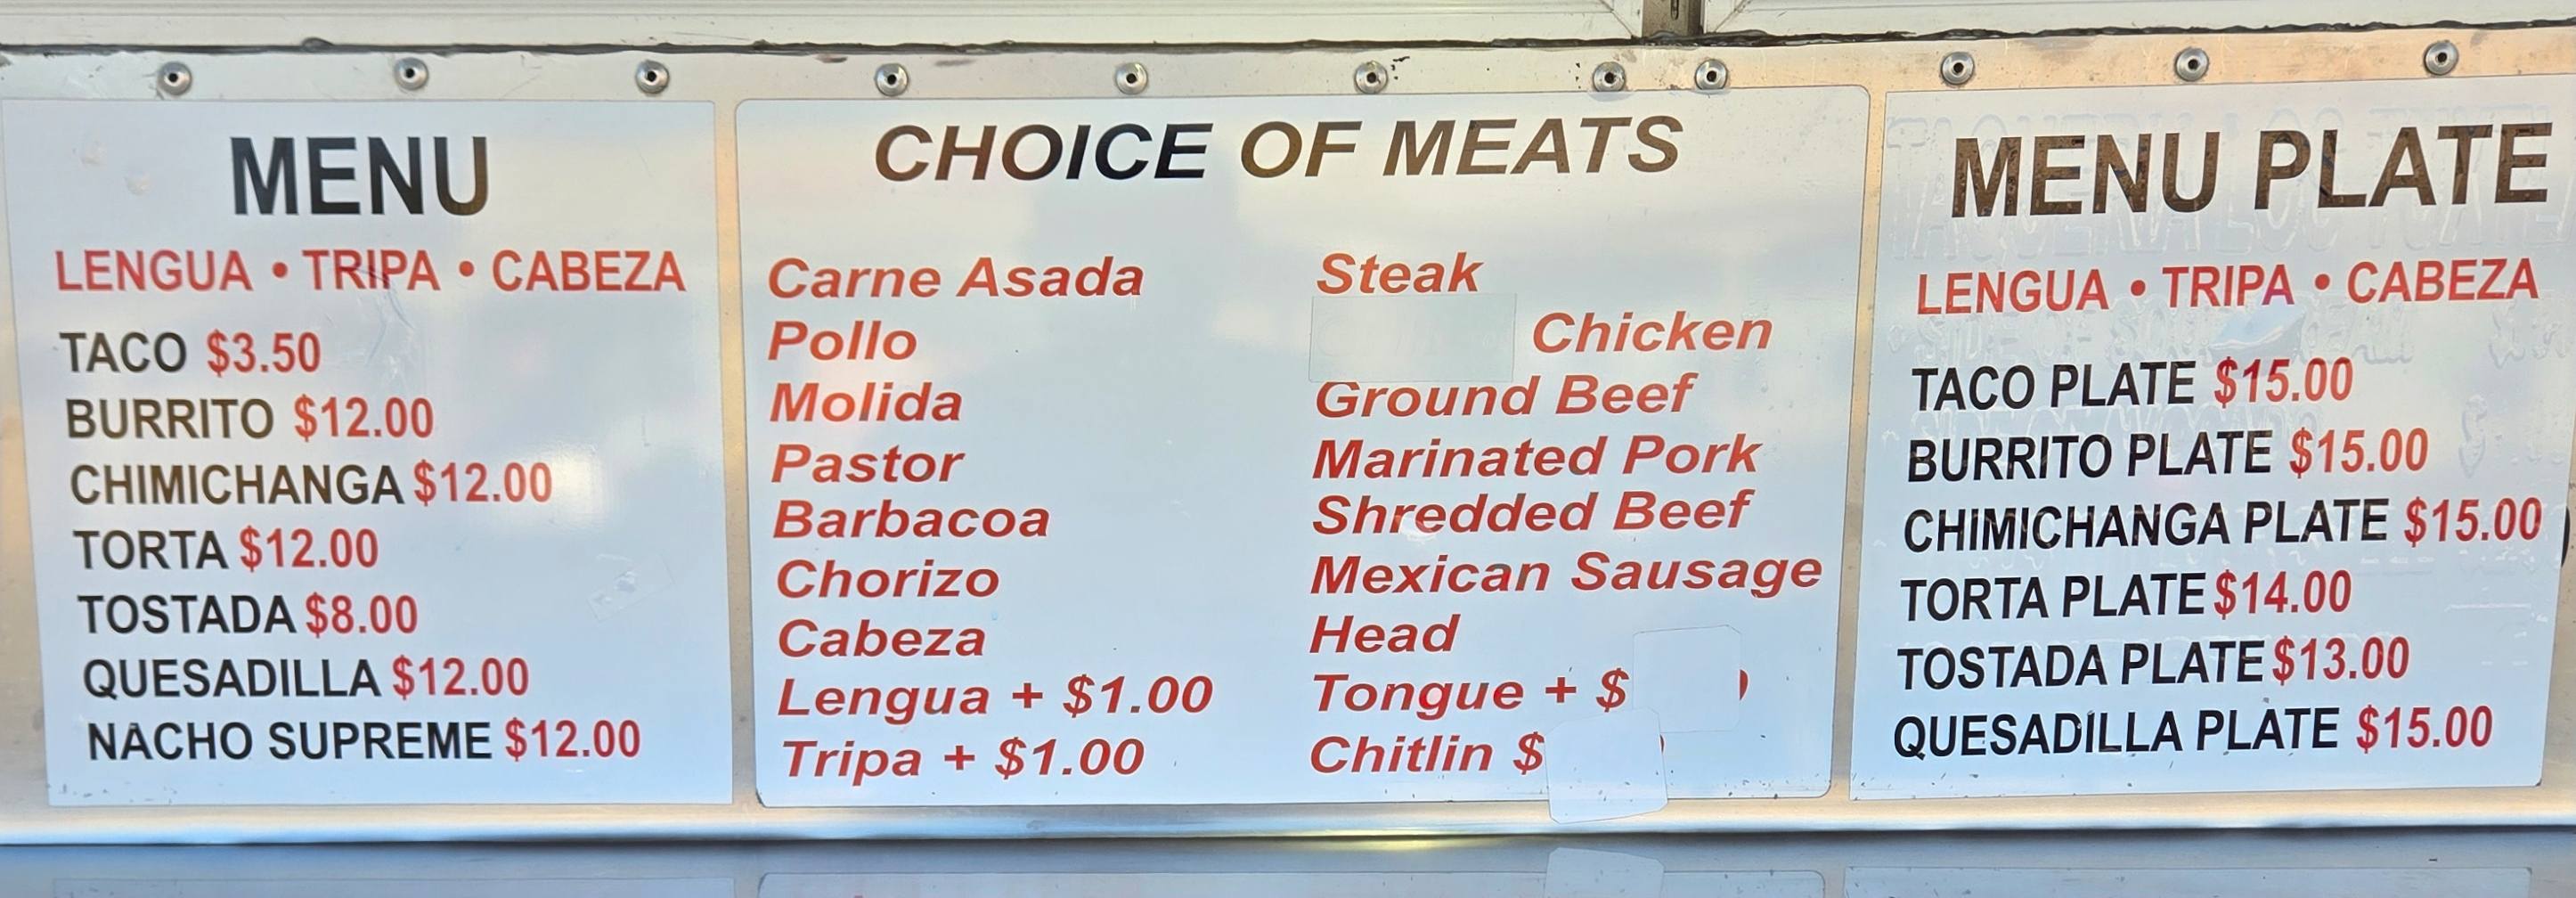 MENU
LENGUA • TRIPA • CABEZA
TACO $3.50
BURRITO $12.00
CHIMICHANGA $12.00
TORTA $12.00
TOSTADA $8.00
QUESADILLA $12.00
NACHO SUPREME $12.00
CHOICE OF MEATS
Carne Asada
Pollo
Molida
Pastor
Barbacoa
Chorizo
Cabeza
Lengua + $1.00
Tripa + $1.00
Steak
Chicken
Ground Beef
Marinated Pork
Shredded Beef
Mexican Sausage
Head
Tongue + $
Chitlin $
MENU PLATE
LENGUA • TRIPA • CABEZA
TACO PLATE $15.00
BURRITO PLATE $15.00
CHIMICHANGA PLATE $15.00
TORTA PLATE $14.00
TOSTADA PLATE $13.00
QUESADILLA PLATE $15.00